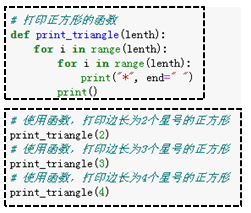 # 打印正方形的函数
def print_triangle(lenth):
    for i in range(lenth):
        for i in range(lenth):
            print("*", end=" ")
        print()
# 使用函数，打印边长为2个星号的正方形
print_triangle(2)
# 使用函数，打印边长为3个星号的正方形
print_triangle(3)
# 使用函数，打印边长为4个星号的正方形
print_triangle(4)